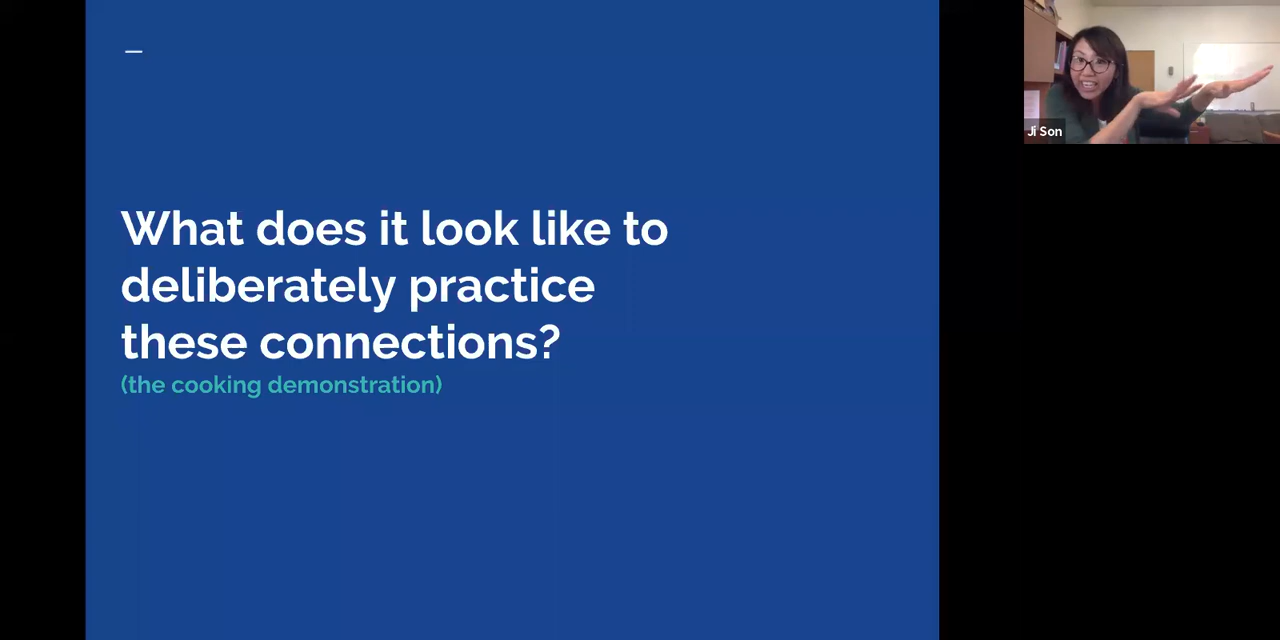 What does it look like to
deliberately practice
these connections?
(the cooking demonstration)
Ji Son